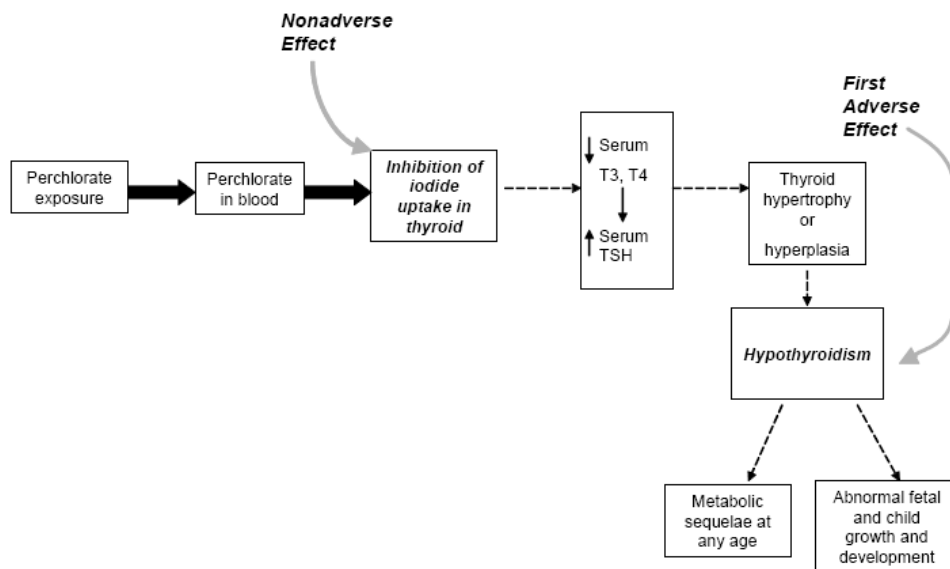 Nonadverse
Effect
First
Adverse
Effect
Perchlorate
exposure
Perchlorate
in blood
Inhibition of
iodide
uptake in
thyroid
Serum
T3, T4
Serum
TSH
Thyroid
hypertrophy
or
hyperplasia
Hypothyroidism
Metabolic
sequelae at
any age
Abnormal fetal
and child
growth and
development